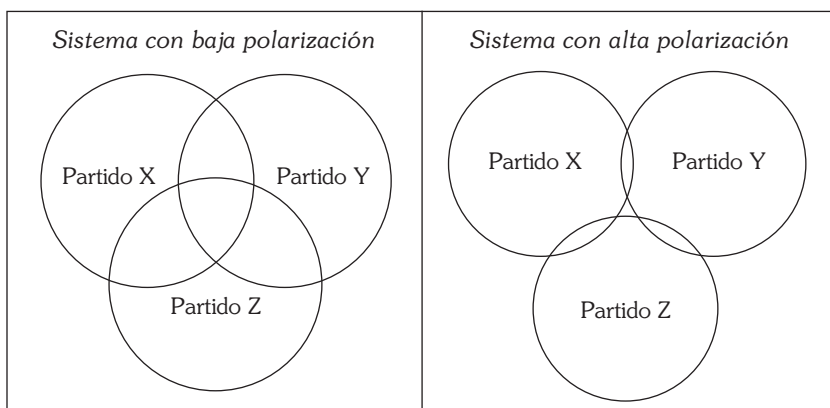 Sistema con baja polarización
Partido X
Partido Y
Partido Z
Sistema con alta polarización
Partido X
Partido Y
Partido Z